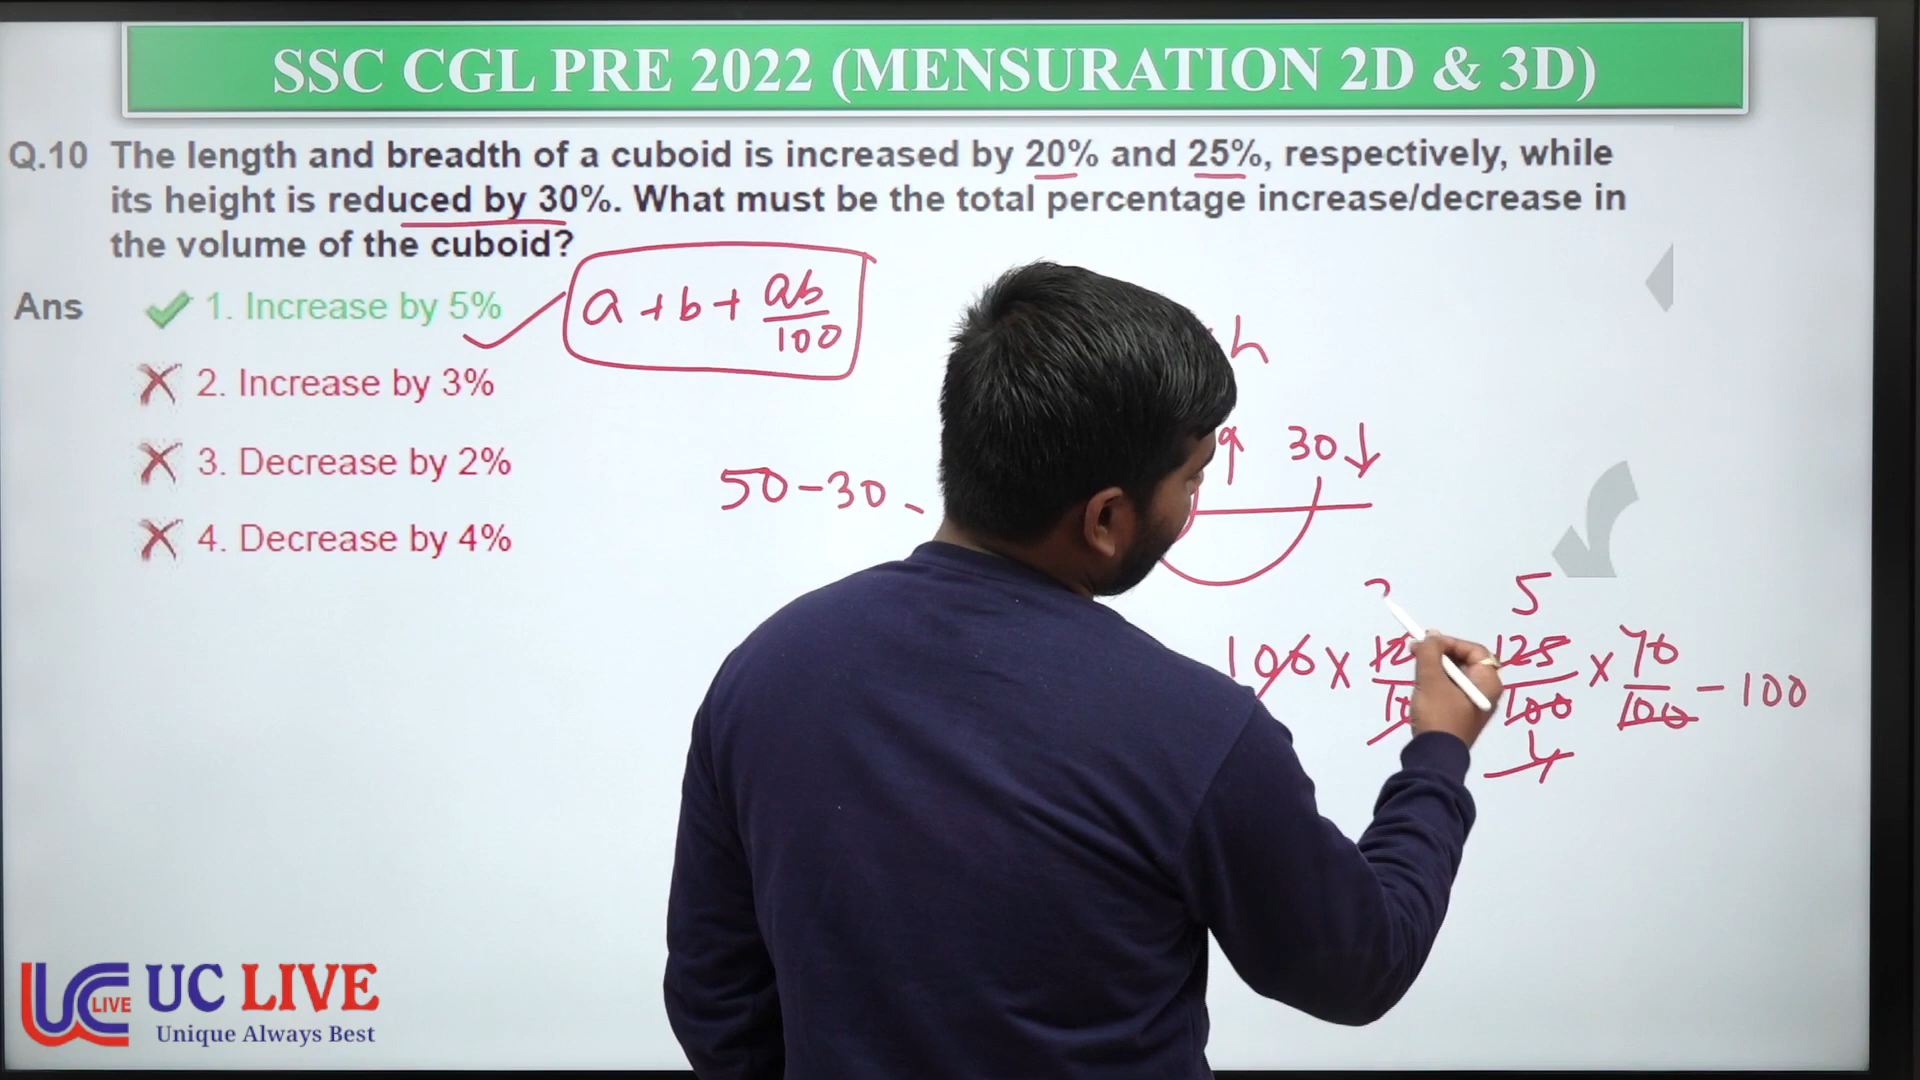 SSC CGL PRE 2022 (MENSURATION 2D & 3D)
Q.10 The length and breadth of a cuboid is increased by 20% and 25%, respectively, while
its height is reduced by 30%. What must be the total percentage increase/decrease in
the volume of the cuboid?
Ans 1. Increase by 5%
2. Increase by 3%
3. Decrease by 2%
4. Decrease by 4%
a + b + ab/100
h
30↓
50-30
5
100 × 125/100 × 70/100 - 100
4
LIVE
UC LIVE
Unique Always Best